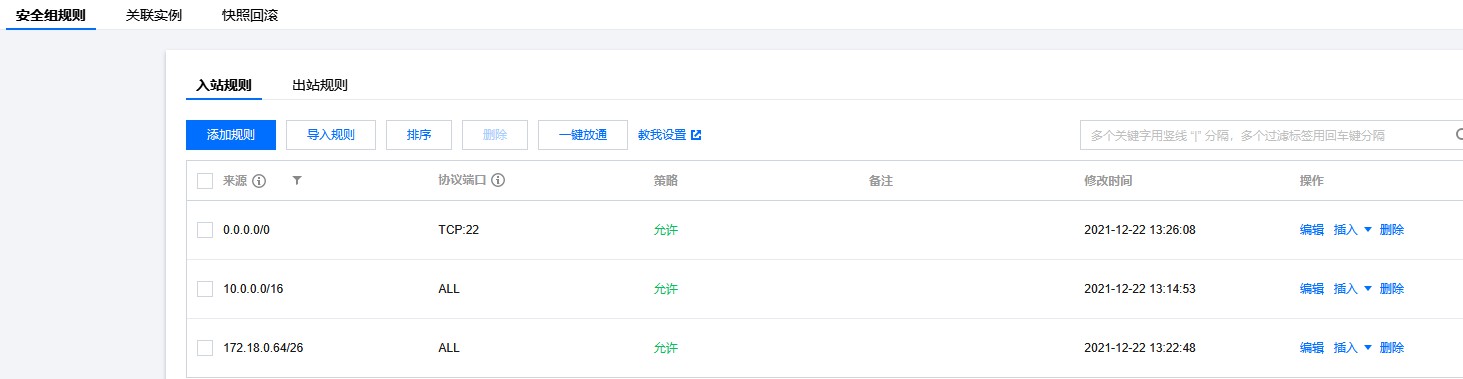 安全组规则 关联实例 快照回滚
入站规则 出站规则
添加规则 导入规则 排序 删除 一键放通 教我设置 多个关键字用竖线 "|" 分隔，多个过滤标签用回车键分隔
来源 协议端口 策略 备注 修改时间 操作
0.0.0.0/0 TCP:22 允许 2021-12-22 13:26:08 编辑 插入 删除
10.0.0.0/16 ALL 允许 2021-12-22 13:14:53 编辑 插入 删除
172.18.0.64/26 ALL 允许 2021-12-22 13:22:48 编辑 插入 删除